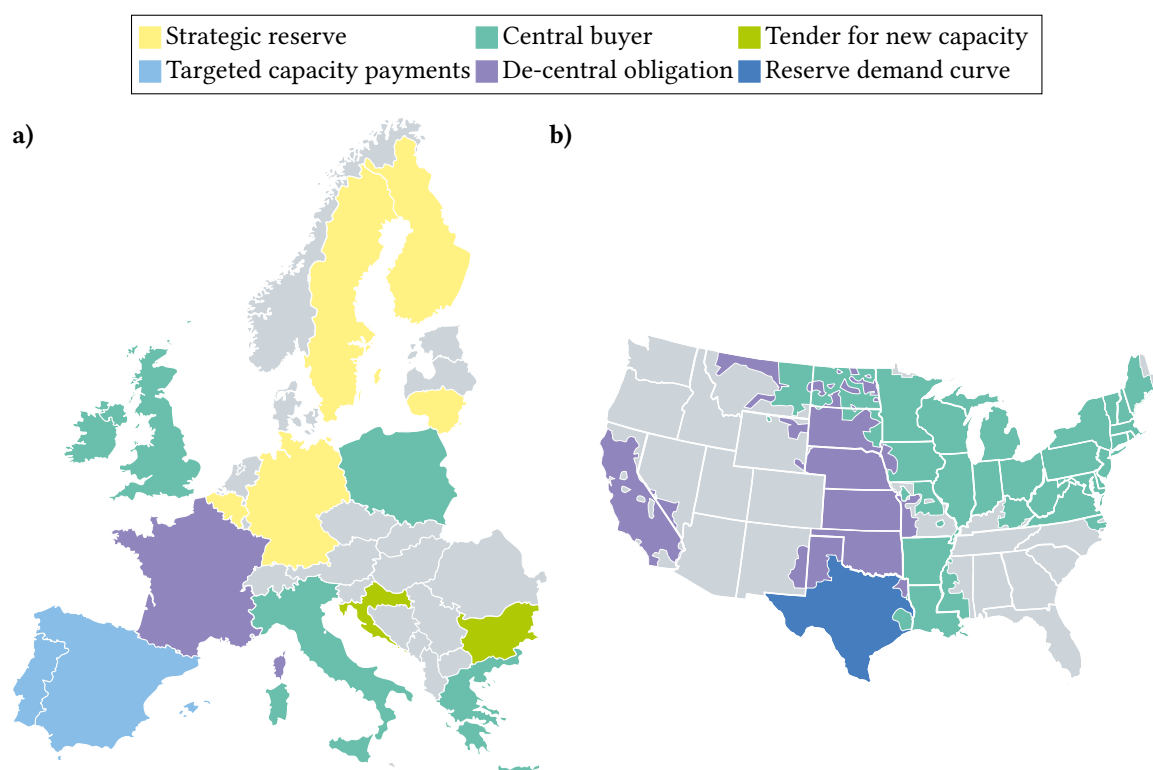 Strategic reserve Central buyer Tender for new capacity
Targeted capacity payments De-central obligation Reserve demand curve
a) b)